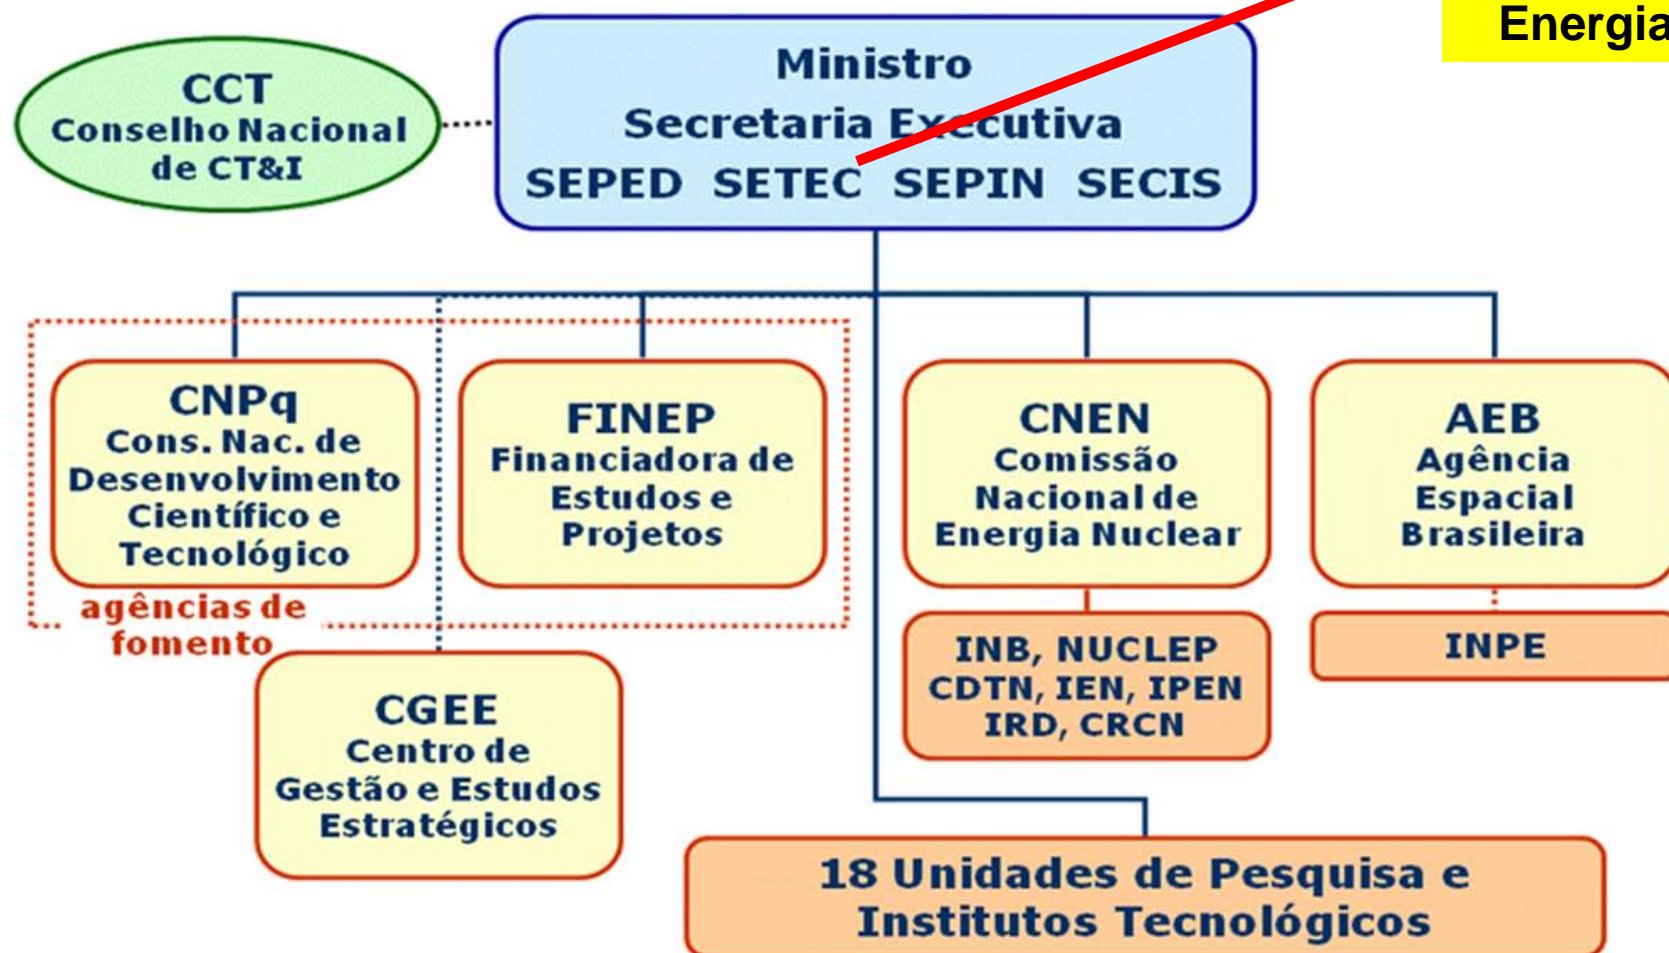 Energia
CCT
Conselho Nacional
de CT&I
Ministro
Secretaria Executiva
SEPED SETEC SEPIN SECIS
CNPq
Cons. Nac. de
Desenvolvimento
Científico e
Tecnológico
FINEP
Financiadora de
Estudos e
Projetos
CNEN
Comissão
Nacional de
Energia Nuclear
AEB
Agência
Espacial
Brasileira
agências de
fomento
INB, NUCLEP
CDTN, IEN, IPEN
IRD, CRCN
INPE
CGEE
Centro de
Gestão e Estudos
Estratégicos
18 Unidades de Pesquisa e
Institutos Tecnológicos